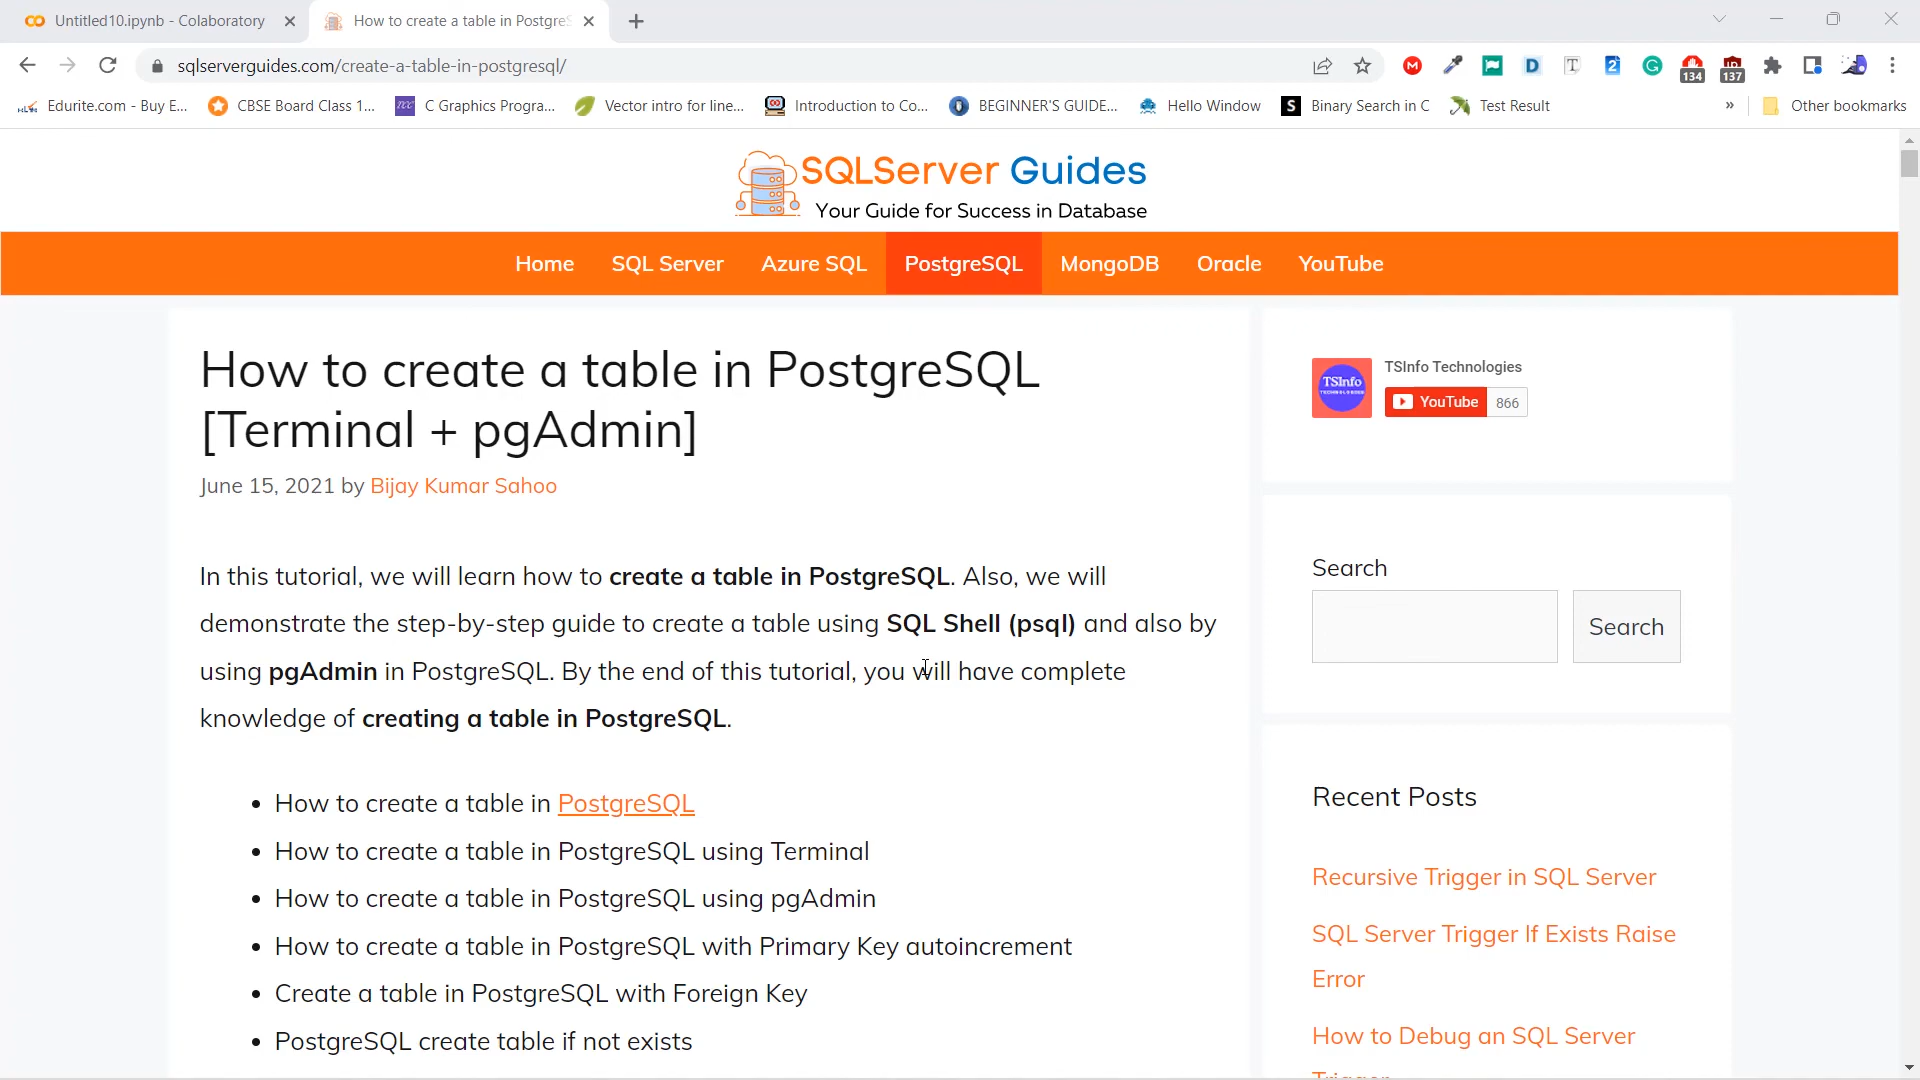 Untitled10.ipynb - Colaboratory
How to create a table in PostgreS
sqlserverguides.com/create-a-table-in-postgresql/
134
137
Edurite.com - Buy E...
CBSE Board Class 1...
C Graphics Progra...
Vector intro for line...
Introduction to Co...
BEGINNER'S GUIDE...
Hello Window
Binary Search in C
Test Result
»
Other bookmarks
SQLServer Guides
Your Guide for Success in Database
Home
SQL Server
Azure SQL
PostgreSQL
MongoDB
Oracle
YouTube
How to create a table in PostgreSQL
[Terminal + pgAdmin]
June 15, 2021 by Bijay Kumar Sahoo
In this tutorial, we will learn how to create a table in PostgreSQL. Also, we will
demonstrate the step-by-step guide to create a table using SQL Shell (psql) and also by
using pgAdmin in PostgreSQL. By the end of this tutorial, you will have complete
knowledge of creating a table in PostgreSQL.
• How to create a table in PostgreSQL
• How to create a table in PostgreSQL using Terminal
• How to create a table in PostgreSQL using pgAdmin
• How to create a table in PostgreSQL with Primary Key autoincrement
• Create a table in PostgreSQL with Foreign Key
• PostgreSQL create table if not exists
TSInfo
TSInfo Technologies
YouTube 866
Search
Search
Recent Posts
Recursive Trigger in SQL Server
SQL Server Trigger If Exists Raise
Error
How to Debug an SQL Server